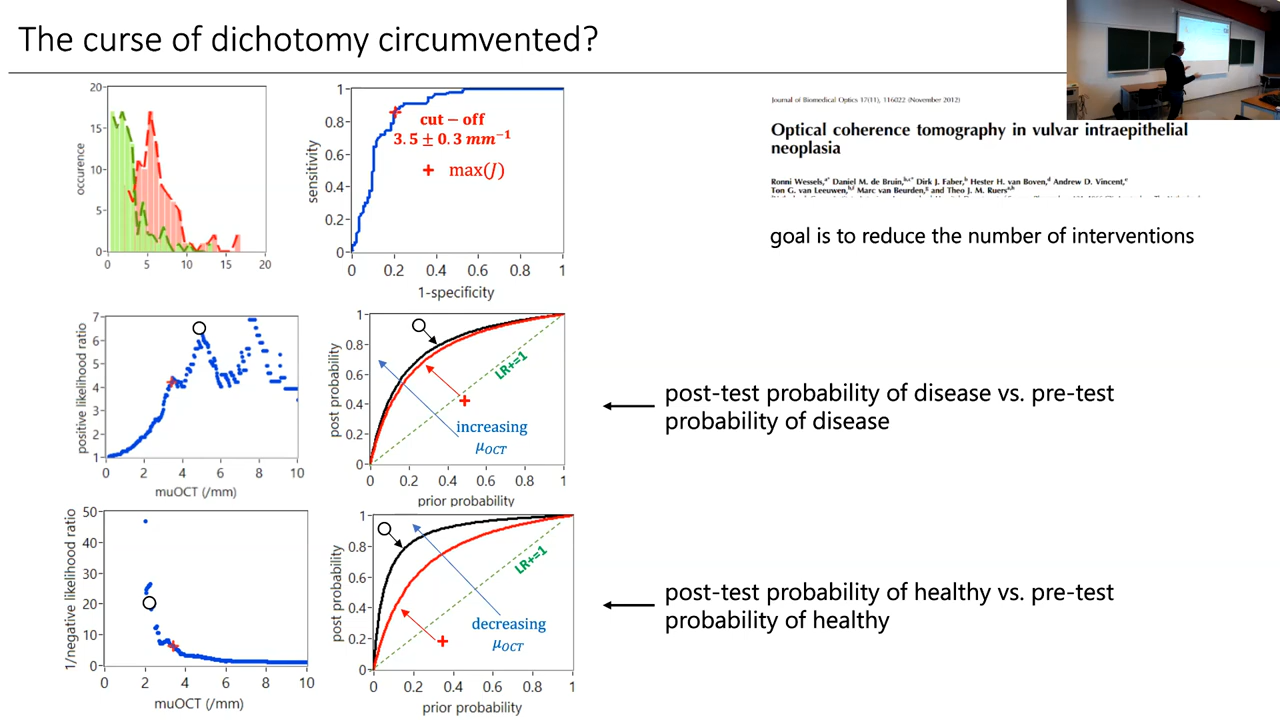 The curse of dichotomy circumvented?
20
15
10
5
0
occurence
0 5 10 15 20
1
0.8
0.6
0.4
0.2
0
sensitivity
cut − off
3.5 ± 0.3 mm⁻¹
+ max(J)
0 0.2 0.4 0.6 0.8 1
1-specificity
Journal of Biomedical Optics 17(11), 116022 (November 2012)
Optical coherence tomography in vulvar intraepithelial
neoplasia
Ronni Wessels, Daniel M. de Bruin, Dirk J. Faber, Hester H. van Boven, Andrew D. Vincent,
Ton G. van Leeuwen, Marc van Beurden, and Theo J. M. Ruers
goal is to reduce the number of interventions
7
6
5
4
3
2
1
positive likelihood ratio
0 2 4 6 8 10
muOCT (/mm)
1
0.8
0.6
0.4
0.2
0
post probability
LR+=1
increasing
μOCT
0 0.2 0.4 0.6 0.8 1
prior probability
post-test probability of disease vs. pre-test
probability of disease
50
40
30
20
10
0
1/negative likelihood ratio
0 2 4 6 8 10
muOCT (/mm)
1
0.8
0.6
0.4
0.2
0
post probability
LR+=1
decreasing
μOCT
0 0.2 0.4 0.6 0.8 1
prior probability
post-test probability of healthy vs. pre-test
probability of healthy